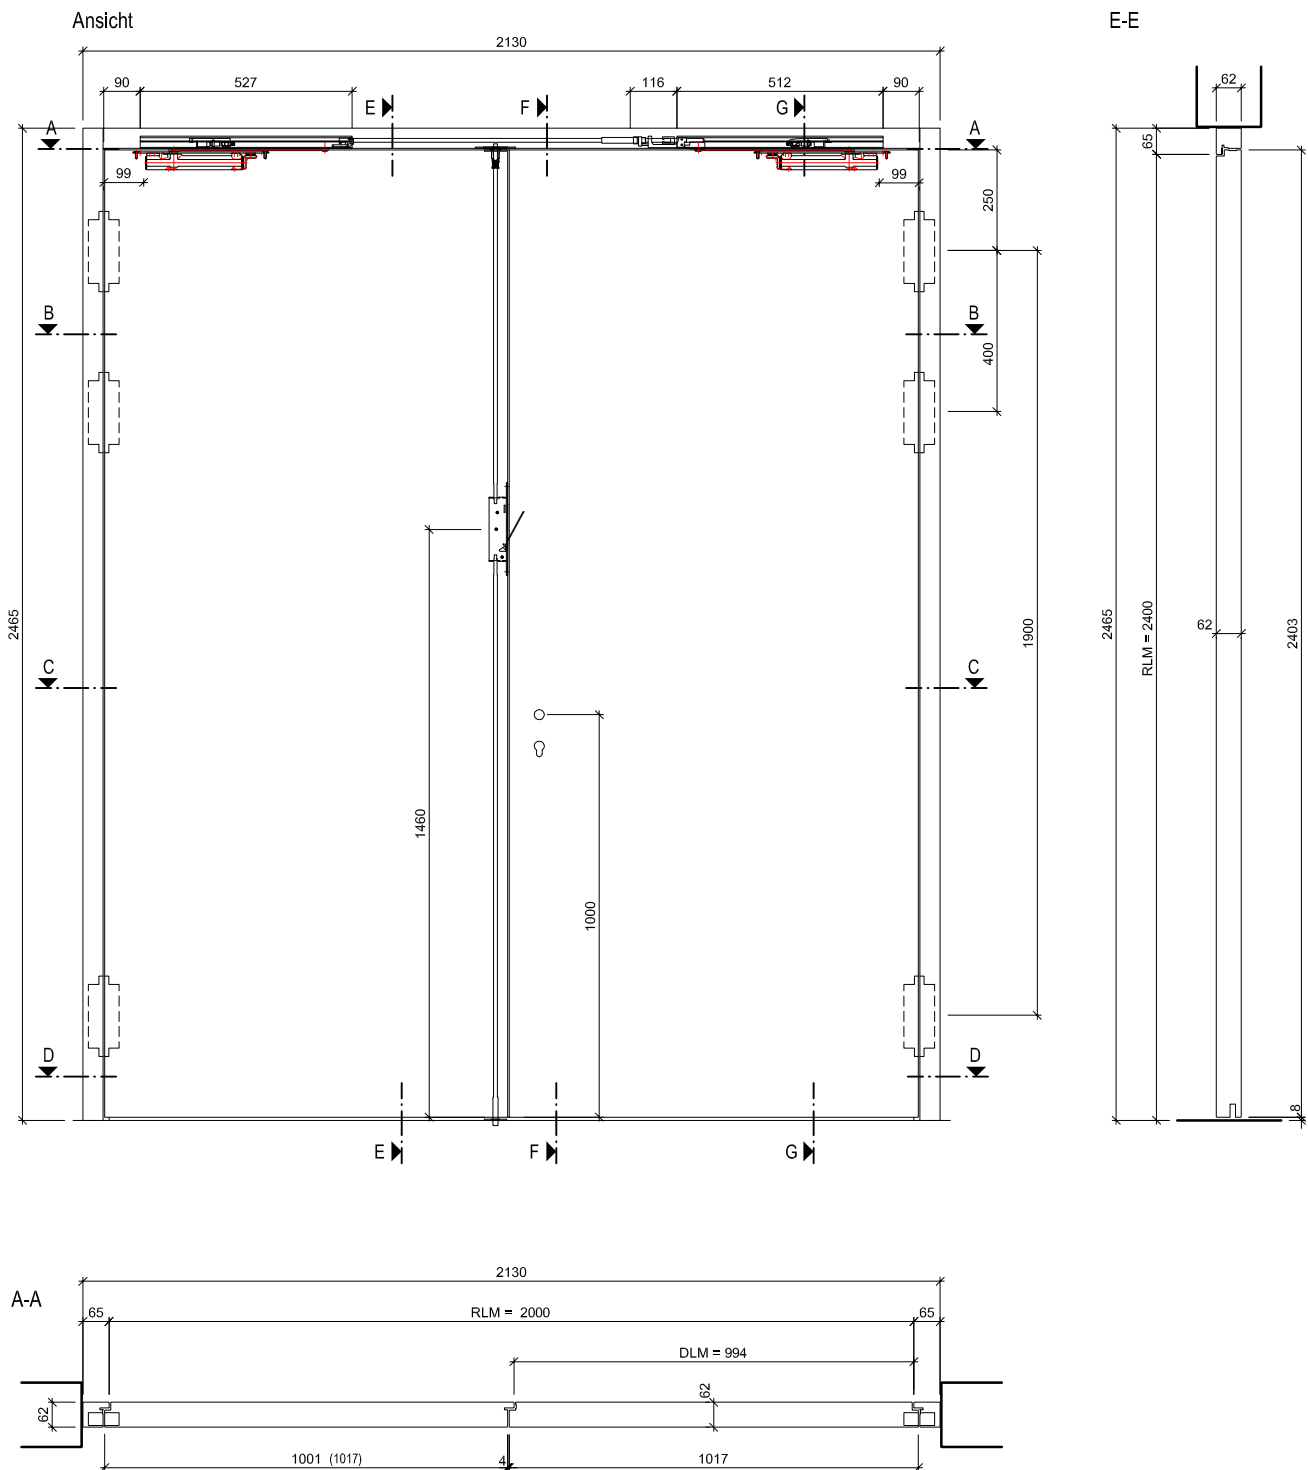 Ansicht
E-E
2130
90
527
116
512
90
62
E
F
G
A
A
65
99
99
250
B
B
400
2465
1900
2465
RLM = 2400
62
2403
C
C
1460
1000
D
D
8
E
F
G
2130
A-A
65
RLM = 2000
65
DLM = 994
62
62
1001 (1017)
4
1017